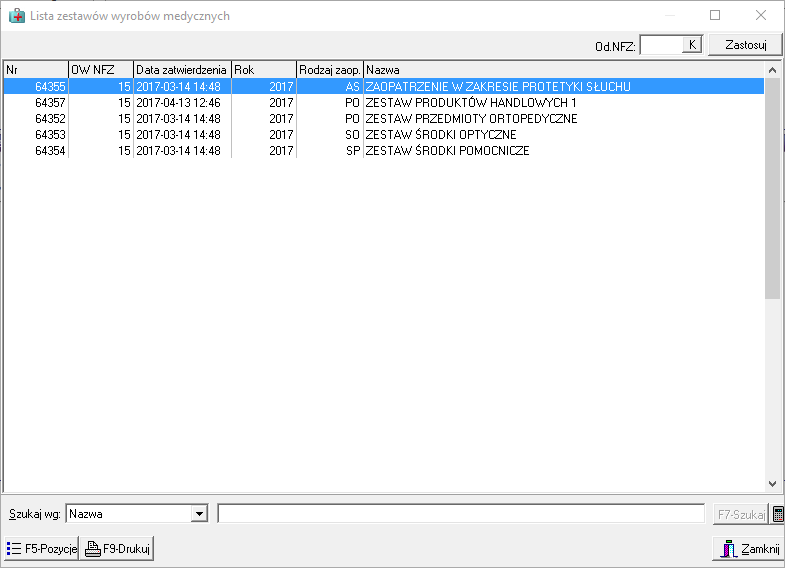 Lista zestawów wyrobów medycznych
Od.NFZ: K Zastosuj
Nr OW NFZ Data zatwierdzenia Rok Rodzaj zaop. Nazwa
64355 15 2017-03-14 14:48 2017 AS ZAOPATRZENIE W ZAKRESIE PROTETYKI SŁUCHU
64357 15 2017-04-13 12:46 2017 PO ZESTAW PRODUKTÓW HANDLOWYCH 1
64352 15 2017-03-14 14:48 2017 PO ZESTAW PRZEDMIOTY ORTOPEDYCZNE
64353 15 2017-03-14 14:48 2017 SO ZESTAW ŚRODKI OPTYCZNE
64354 15 2017-03-14 14:48 2017 SP ZESTAW ŚRODKI POMOCNICZE
Szukaj wg: Nazwa F7-Szukaj
F5-Pozycje F9-Drukuj Zamknij